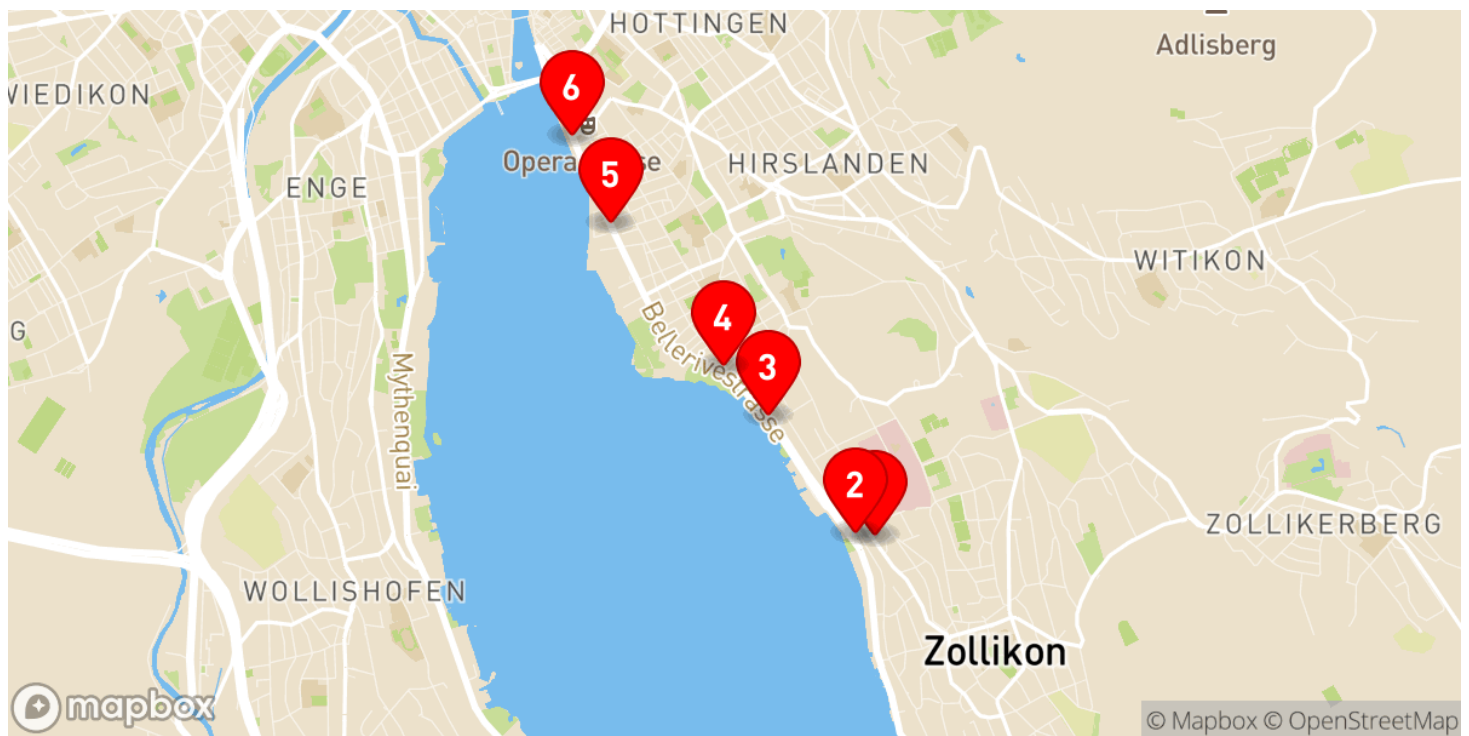 HOTTINGEN
Adlisberg
WIEDIKON
6
5
HIRSLANDEN
ENGE
WITIKON
4
3
Bellerivestrasse
Mythenquai
2
ZOLLIKERBERG
WOLLISHOFEN
Zollikon
mapbox
© Mapbox © OpenStreetMap